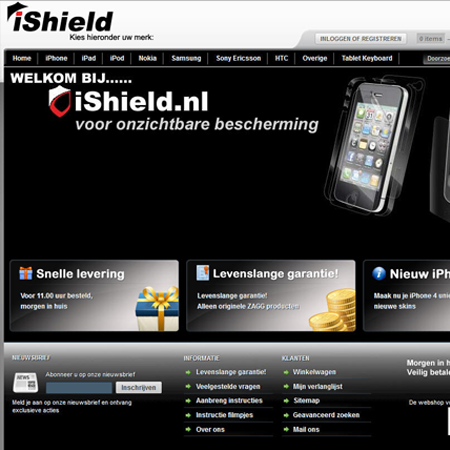 iShield
Kies hieronder uw merk:
INLOGGEN OF REGISTREREN
0 items
Home iPhone iPad iPod Nokia Samsung Sony Ericsson HTC Overige Tablet Keyboard Doorzoe
WELKOM BIJ......
iShield.nl
voor onzichtbare bescherming
Snelle levering
Voor 11.00 uur besteld,
morgen in huis
Levenslange garantie!
Levenslange garantie!
Alleen originele ZAGG producten
Nieuw iPh
Maak nu je iPhone 4 unie
nieuwe skins
NIEUWSBRIEF
Abonneer u op onze nieuwsbrief
NEWS
Inschrijven
Meld je aan op onze nieuwsbrief en ontvang
exclusieve acties
INFORMATIE
Levenslange garantie!
Veelgestelde vragen
Aanbreng instructies
Instructie filmpjes
Over ons
KLANTEN
Winkelwagen
Mijn verlanglijst
Sitemap
Geavanceerd zoeken
Mail ons
Morgen in h
Veilig betale
De webshop v